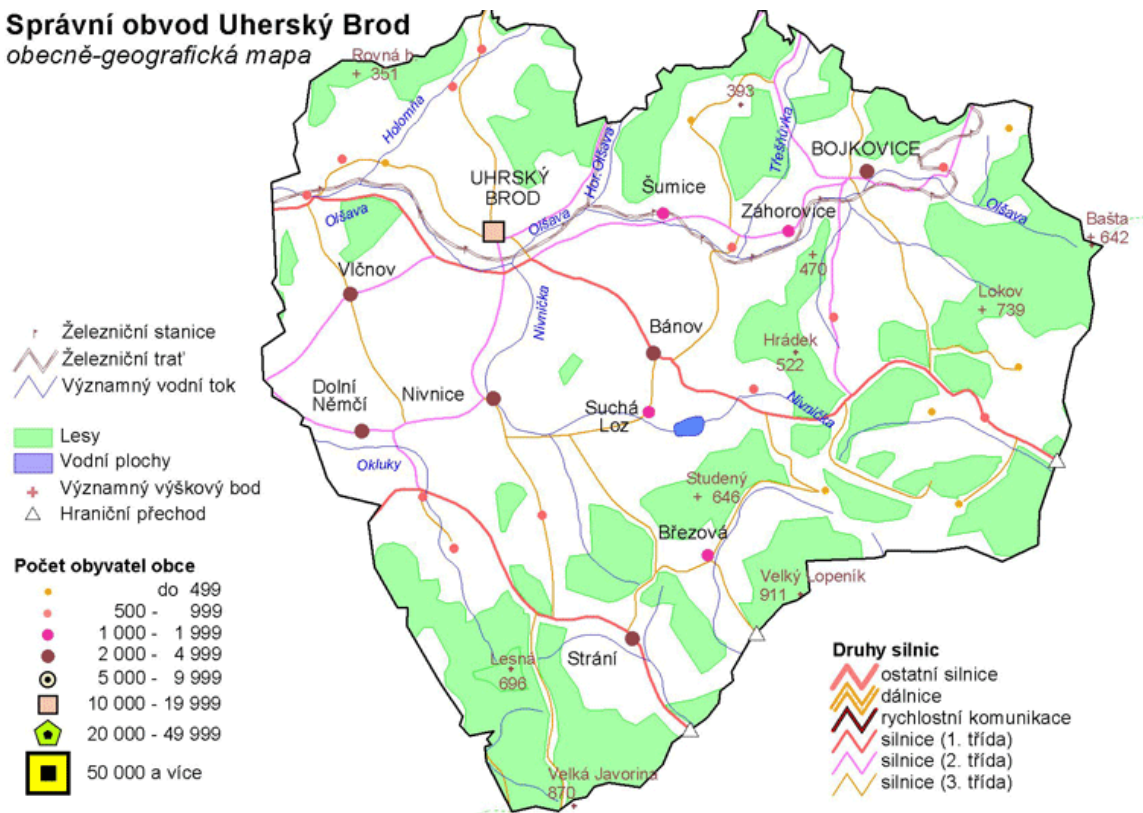 Správní obvod Uherský Brod
obecně-geografická mapa
Rovná h.
351
Holomňa
393
Třešňůvka
BOJKOVICE
UHRSKÝ
BROD
Hor.Olšava
Šumice
Záhorovice
Olšava
Olšava
Olšava
Bašta
642
470
Vlčnov
Lokov
739
Nivnička
Bánov
Hrádek
522
Železniční stanice
Železniční trať
Významný vodní tok
Dolní
Němčí
Nivnice
Suchá
Loz
Nivnička
Lesy
Vodní plochy
Významný výškový bod
Hraniční přechod
Okluky
Studený
646
Březová
Velký Lopeník
911
Počet obyvatel obce
do 499
500 - 999
1 000 - 1 999
2 000 - 4 999
5 000 - 9 999
10 000 - 19 999
20 000 - 49 999
50 000 a více
Lesná
696
Strání
Velká Javorina
870
Druhy silnic
ostatní silnice
dálnice
rychlostní komunikace
silnice (1. třída)
silnice (2. třída)
silnice (3. třída)